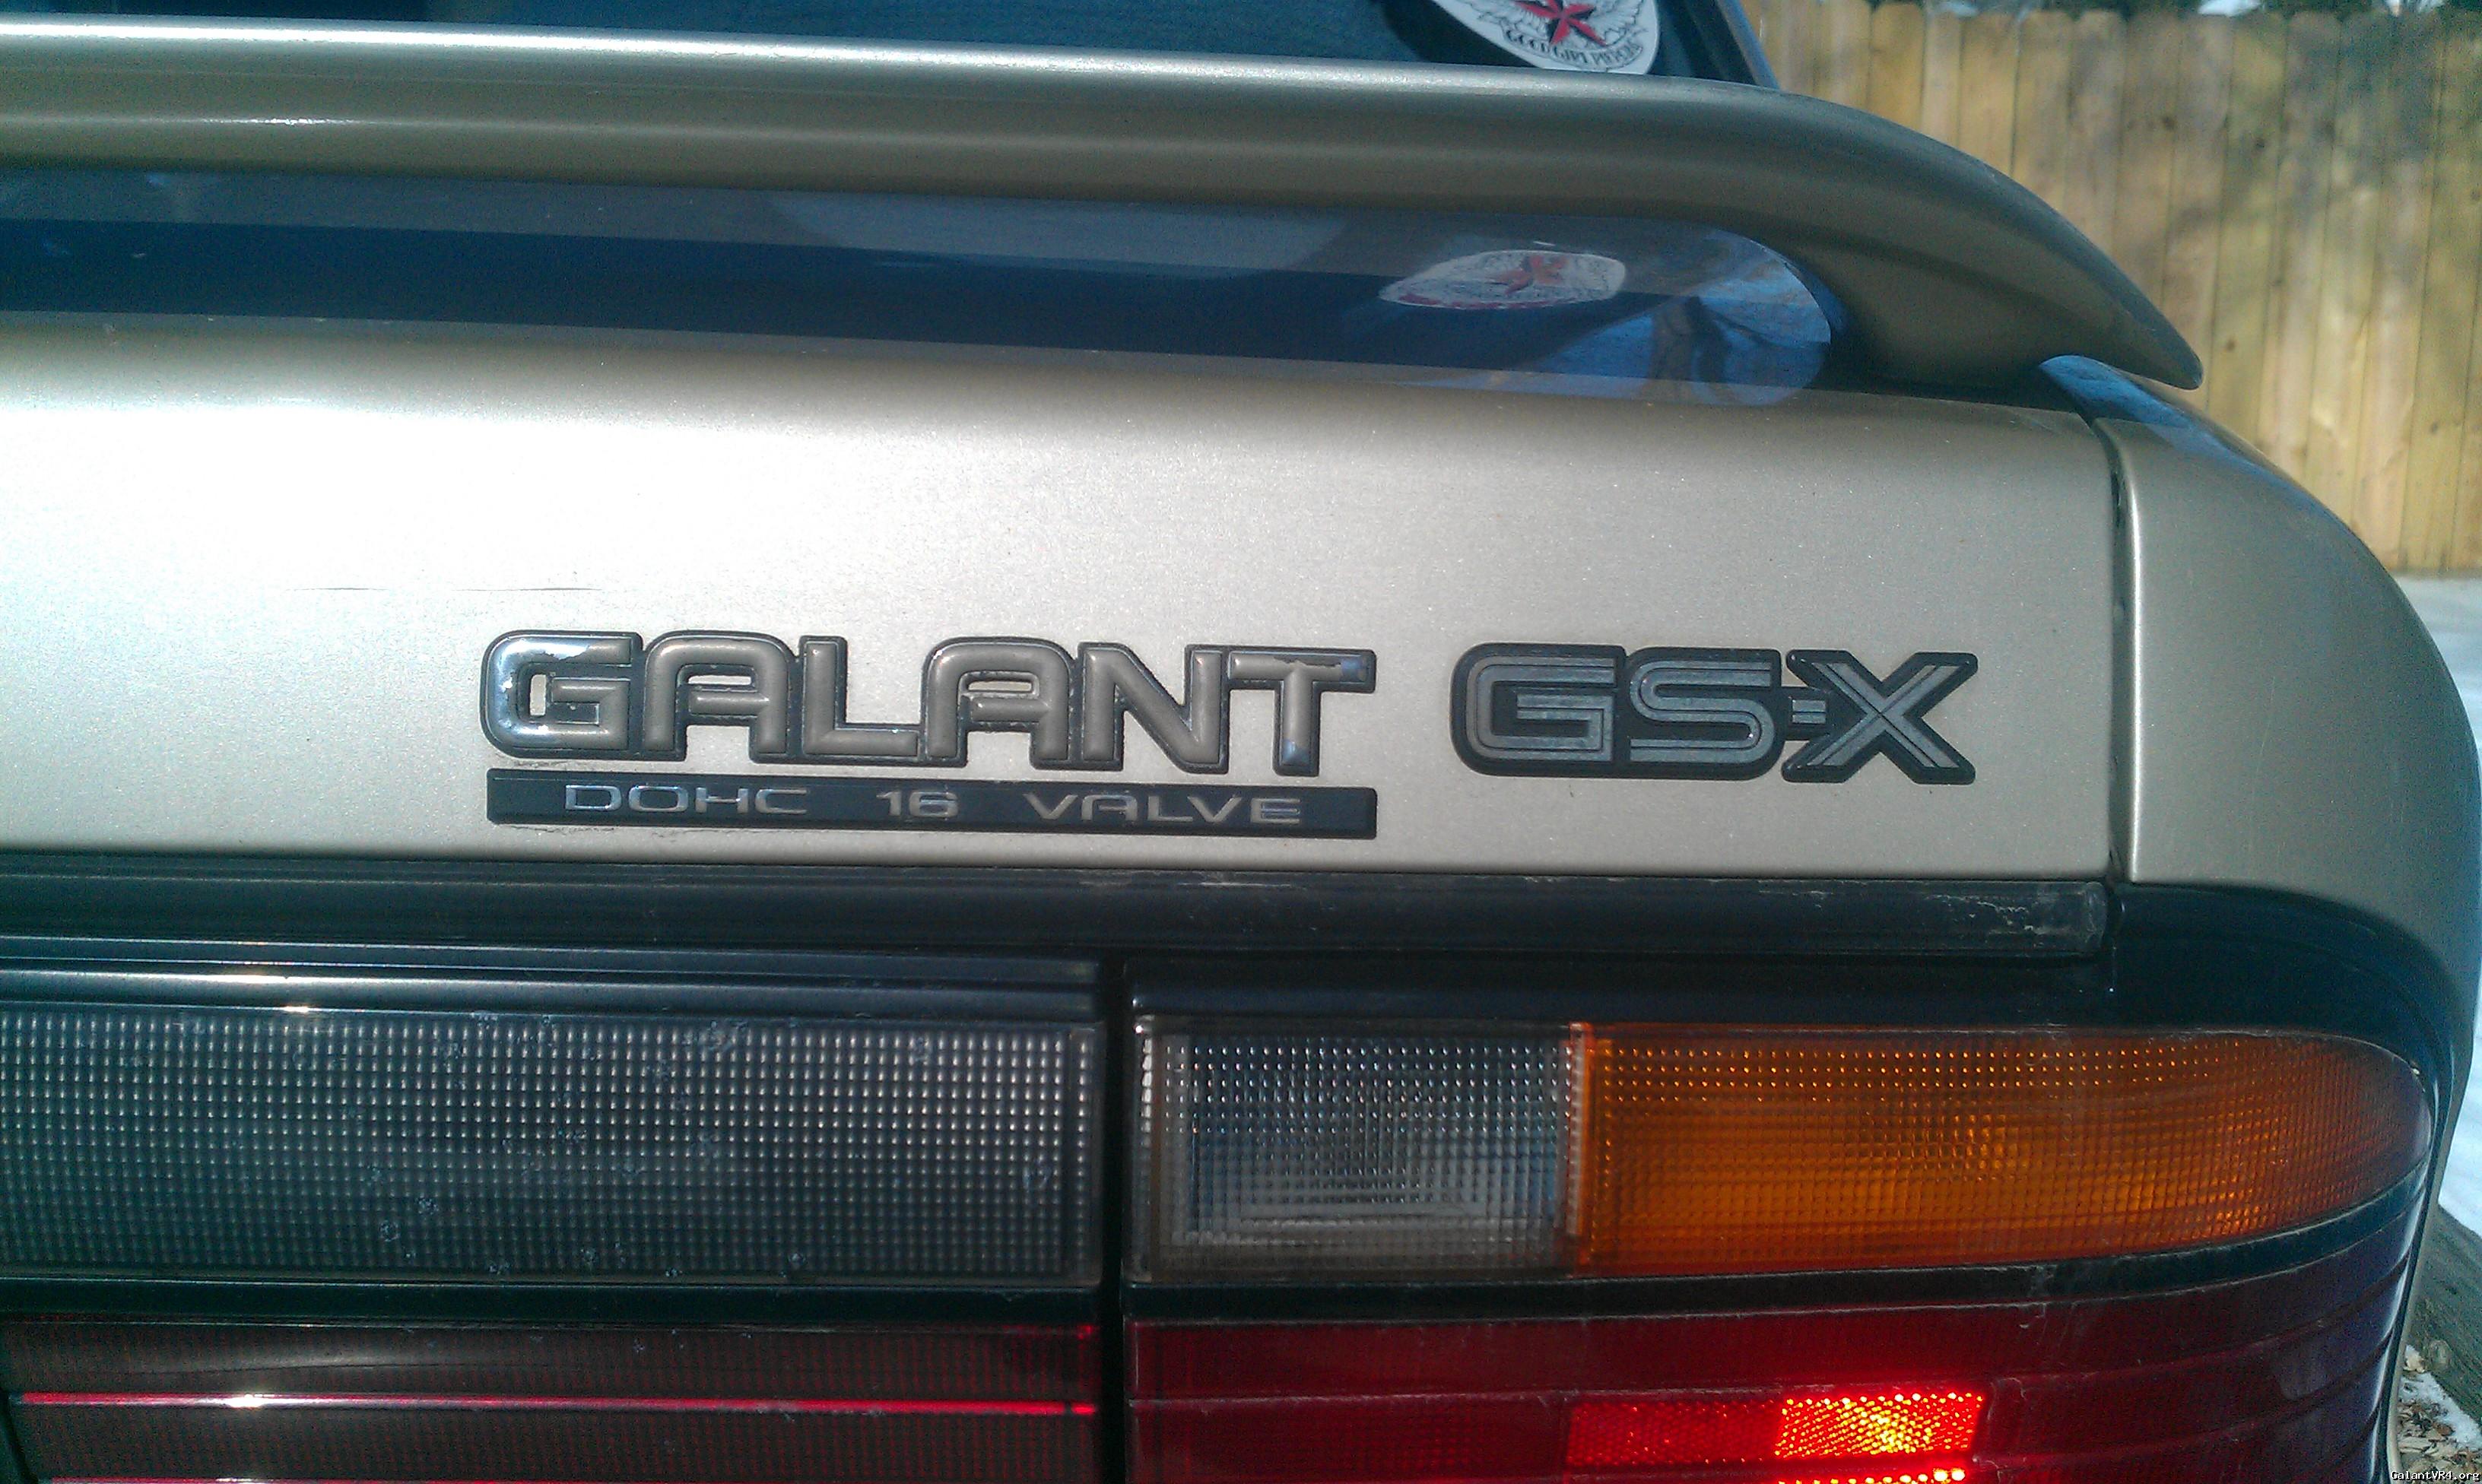 GALANT GS-X
DOHC 16 VALVE
GalantVR4.org